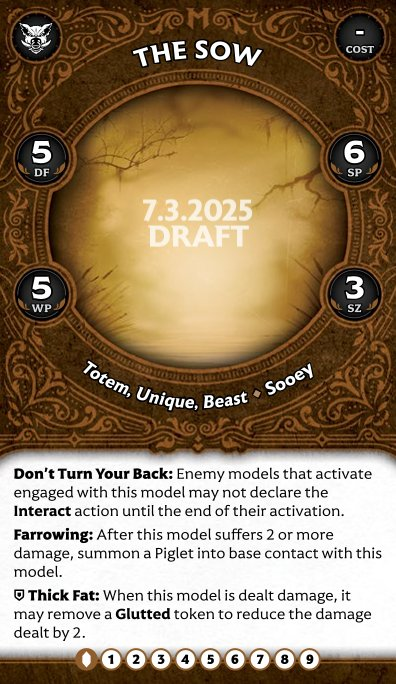 THE SOW
-
COST
5
DF
6
SP
7.3.2025
DRAFT
5
WP
3
SZ
Totem, Unique, Beast ⬥ Sooey
Don't Turn Your Back: Enemy models that activate
engaged with this model may not declare the
Interact action until the end of their activation.
Farrowing: After this model suffers 2 or more
damage, summon a Piglet into base contact with this
model.
Thick Fat: When this model is dealt damage, it
may remove a Glutted token to reduce the damage
dealt by 2.
1 2 3 4 5 6 7 8 9